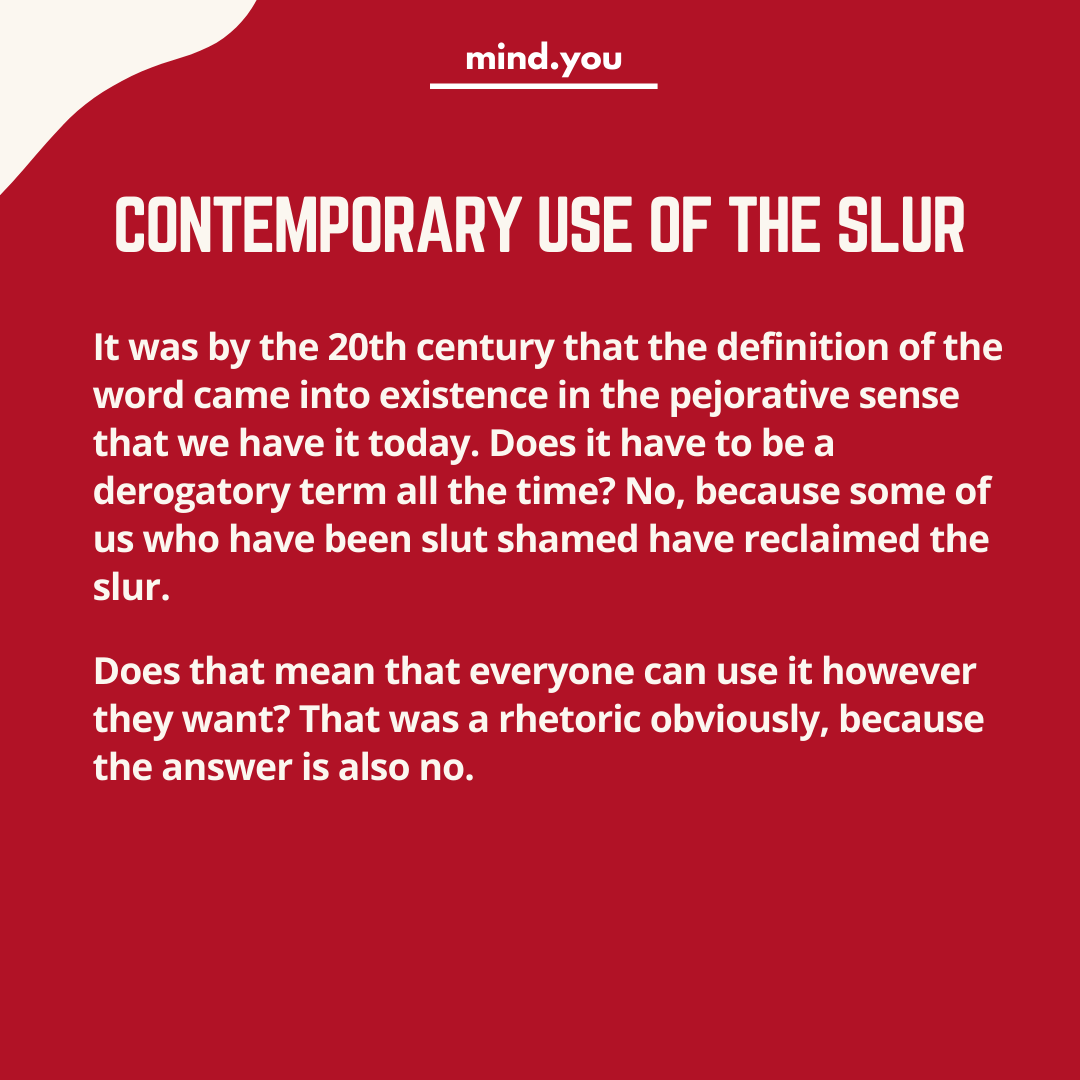 mind.you
CONTEMPORARY USE OF THE SLUR
It was by the 20th century that the definition of the
word came into existence in the pejorative sense
that we have it today. Does it have to be a
derogatory term all the time? No, because some of
us who have been slut shamed have reclaimed the
slur.
Does that mean that everyone can use it however
they want? That was a rhetoric obviously, because
the answer is also no.